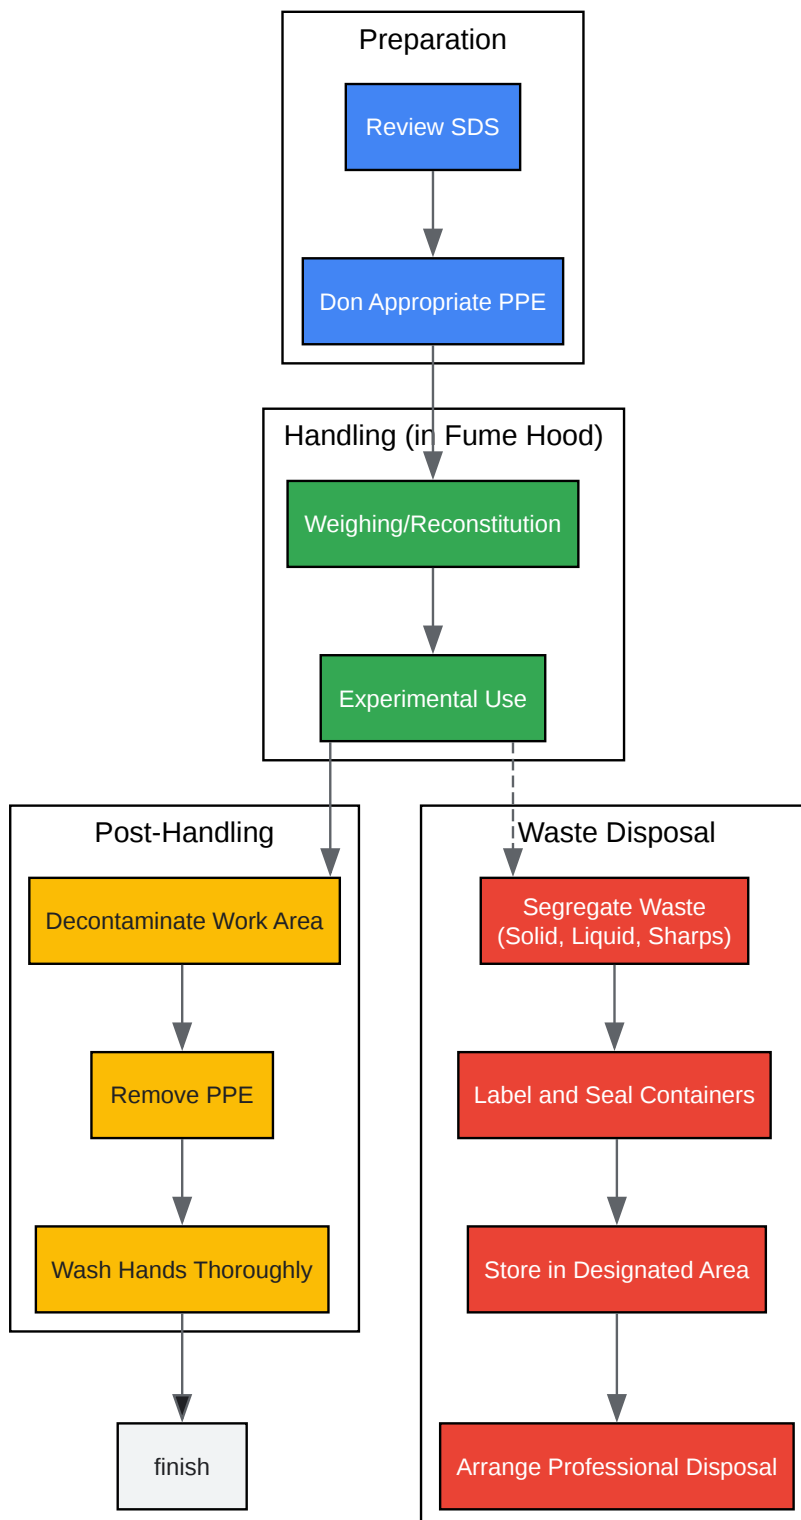 Preparation
Review SDS
Don Appropriate PPE
Handling (in Fume Hood)
Weighing/Reconstitution
Experimental Use
Post-Handling
Decontaminate Work Area
Remove PPE
Wash Hands Thoroughly
finish
Waste Disposal
Segregate Waste
(Solid, Liquid, Sharps)
Label and Seal Containers
Store in Designated Area
Arrange Professional Disposal